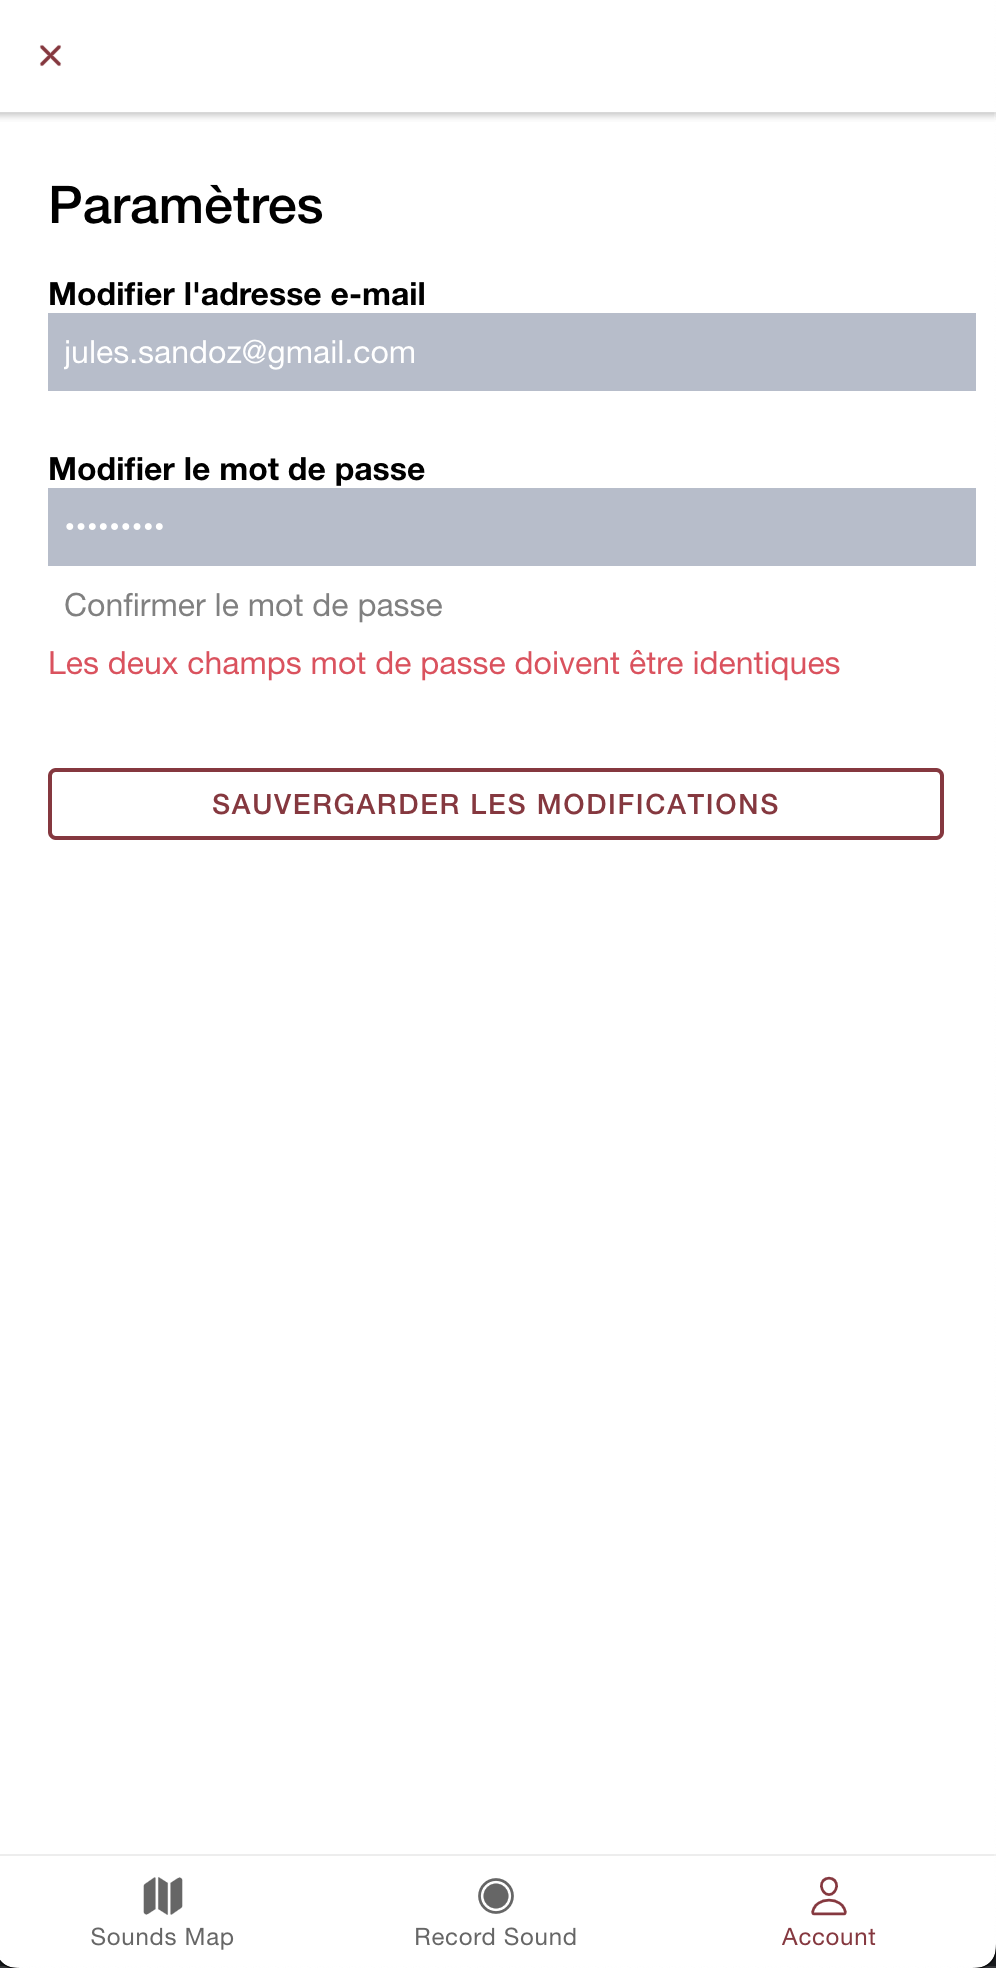 Paramètres
Modifier l'adresse e-mail
jules.sandoz@gmail.com
Modifier le mot de passe
•••••••••
Confirmer le mot de passe
Les deux champs mot de passe doivent être identiques
SAUVERGARDER LES MODIFICATIONS
Sounds Map
Record Sound
Account